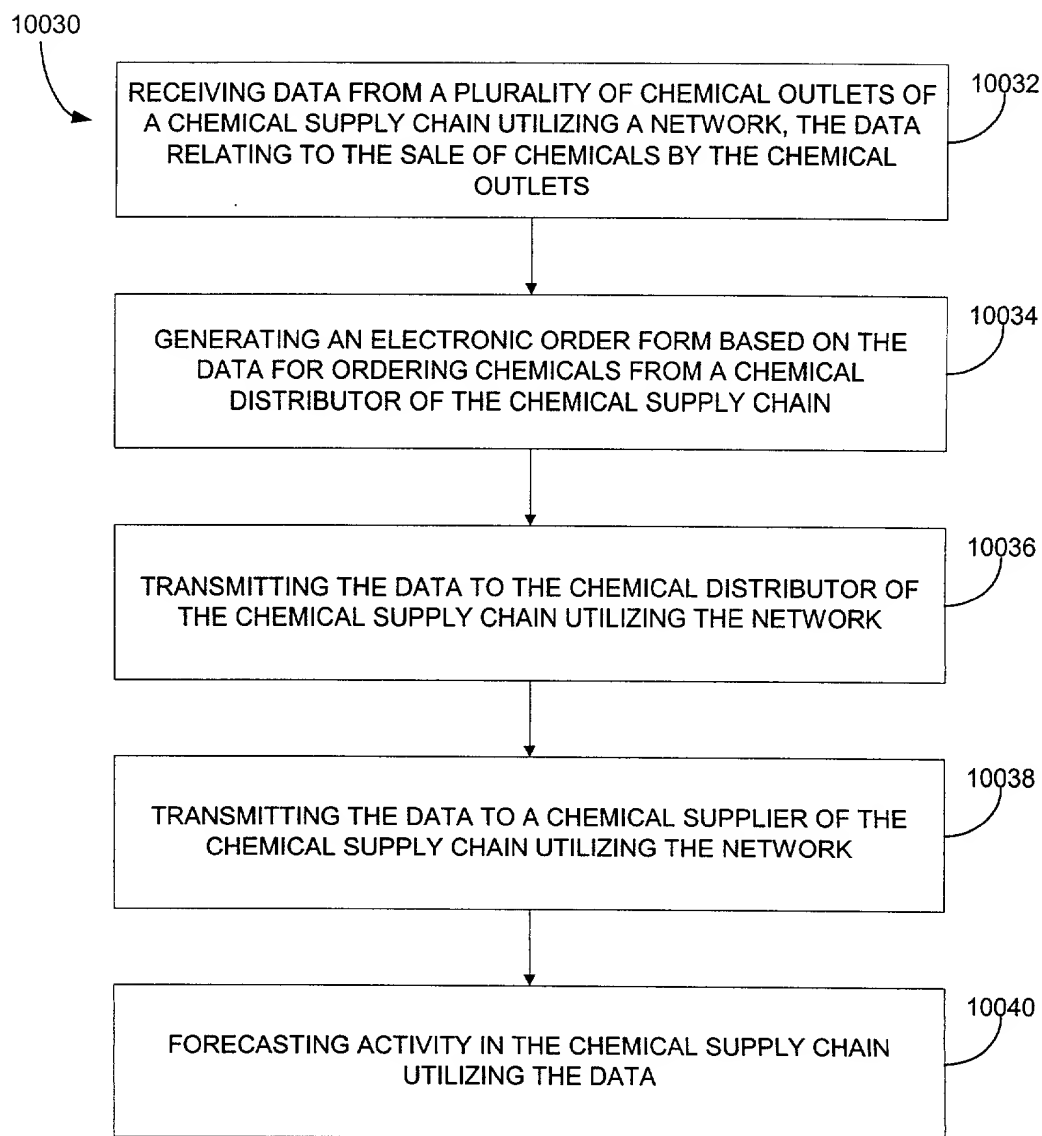 10030
RECEIVING DATA FROM A PLURALITY OF CHEMICAL OUTLETS OF
A CHEMICAL SUPPLY CHAIN UTILIZING A NETWORK, THE DATA
RELATING TO THE SALE OF CHEMICALS BY THE CHEMICAL
OUTLETS
10032
GENERATING AN ELECTRONIC ORDER FORM BASED ON THE
DATA FOR ORDERING CHEMICALS FROM A CHEMICAL
DISTRIBUTOR OF THE CHEMICAL SUPPLY CHAIN
10034
TRANSMITTING THE DATA TO THE CHEMICAL DISTRIBUTOR OF
THE CHEMICAL SUPPLY CHAIN UTILIZING THE NETWORK
10036
TRANSMITTING THE DATA TO A CHEMICAL SUPPLIER OF THE
CHEMICAL SUPPLY CHAIN UTILIZING THE NETWORK
10038
FORECASTING ACTIVITY IN THE CHEMICAL SUPPLY CHAIN
UTILIZING THE DATA
10040